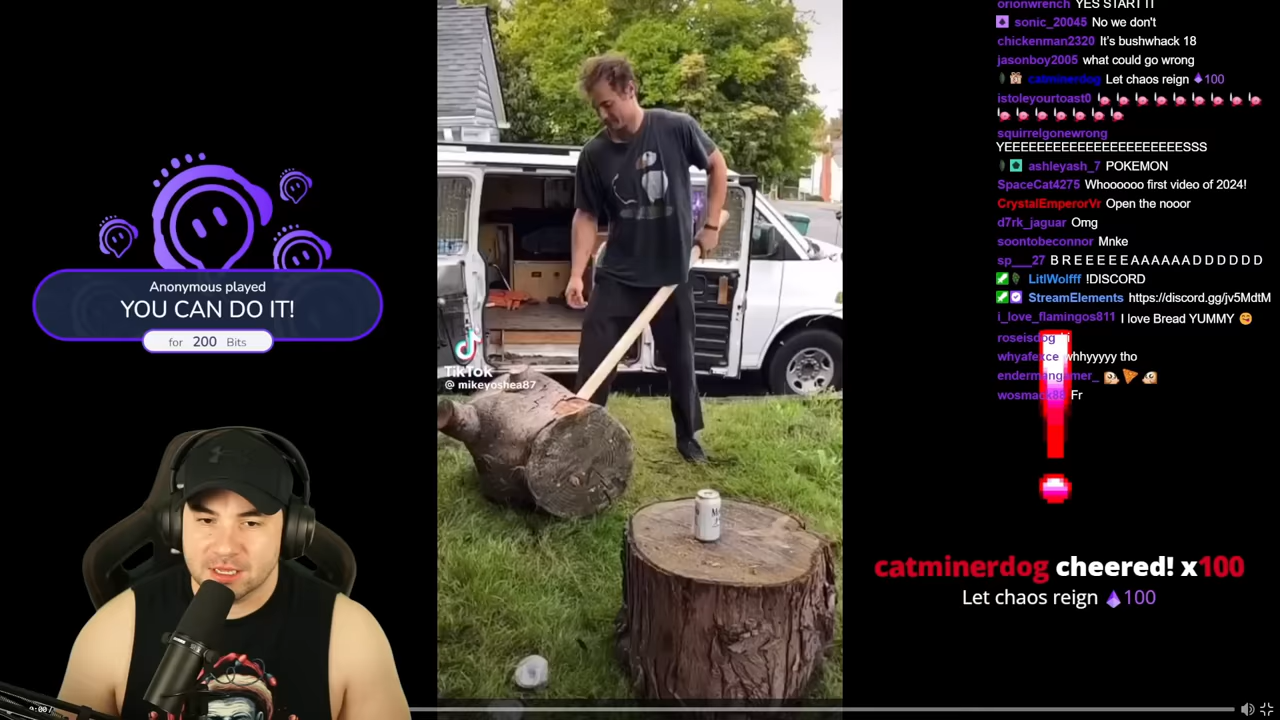 orionwrench YES START IT
sonic_20045 No we don't
chickenman2320 It's bushwhack 18
jasonboy2005 what could go wrong
catminerdog Let chaos reign 100
istoleyourtoast0
squirrelgonewrong
YEEEEEEEEEEEEEEEEEEEEEESSS
ashleyash_7 POKEMON
SpaceCat4275 Whoooyoo first video of 2024!
CrystalEmperorVr Open the nooor
d7rk_jaguar Omg
soontobeconnor Mnke
sp___27 B R E E E E E A A A A A A D D D D D D
LitlWolfff !DISCORD
StreamElements https://discord.gg/jv5MdtM
i_love_flamingos811 I love Bread YUMMY
whyafexce whhyyyyy tho
Fr
Anonymous played
YOU CAN DO IT!
for 200 Bits
TikTok
@ mikeyoshea87
catminerdog cheered! x100
Let chaos reign 100